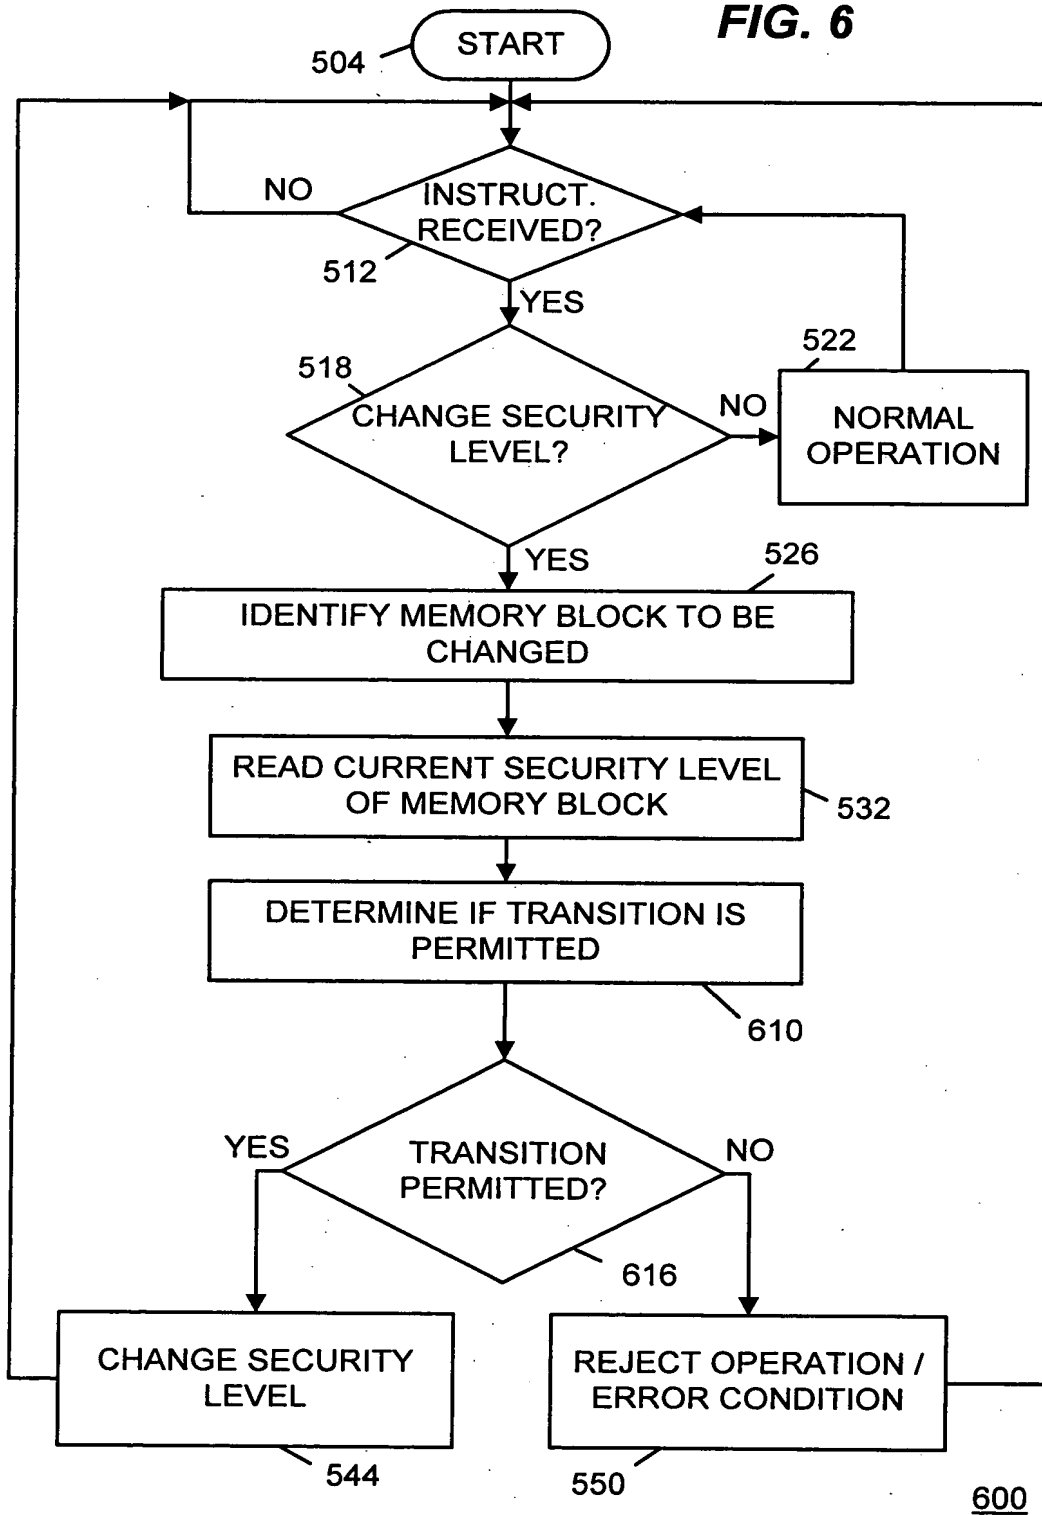 FIG. 6
START
504
NO
INSTRUCT.
RECEIVED?
512
YES
522
518
CHANGE SECURITY
LEVEL?
NO
NORMAL
OPERATION
YES
526
IDENTIFY MEMORY BLOCK TO BE
CHANGED
READ CURRENT SECURITY LEVEL
OF MEMORY BLOCK
532
DETERMINE IF TRANSITION IS
PERMITTED
610
YES
TRANSITION
PERMITTED?
NO
616
CHANGE SECURITY
LEVEL
REJECT OPERATION /
ERROR CONDITION
544
550
600